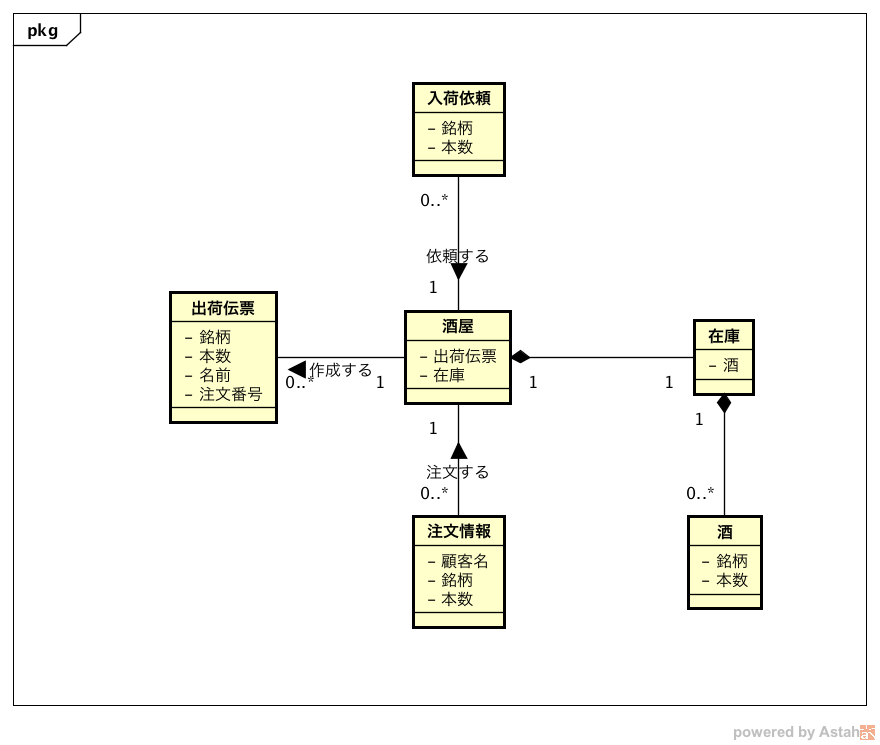 pkg
入荷依頼
- 銘柄
- 本数
0..*
依頼する
1
出荷伝票
- 銘柄
- 本数
- 名前
- 注文番号
作成する
0..*
1
酒屋
- 出荷伝票
- 在庫
1
1
在庫
- 酒
1
0..*
酒
- 銘柄
- 本数
1
注文する
0..*
注文情報
- 顧客名
- 銘柄
- 本数
powered by Astah